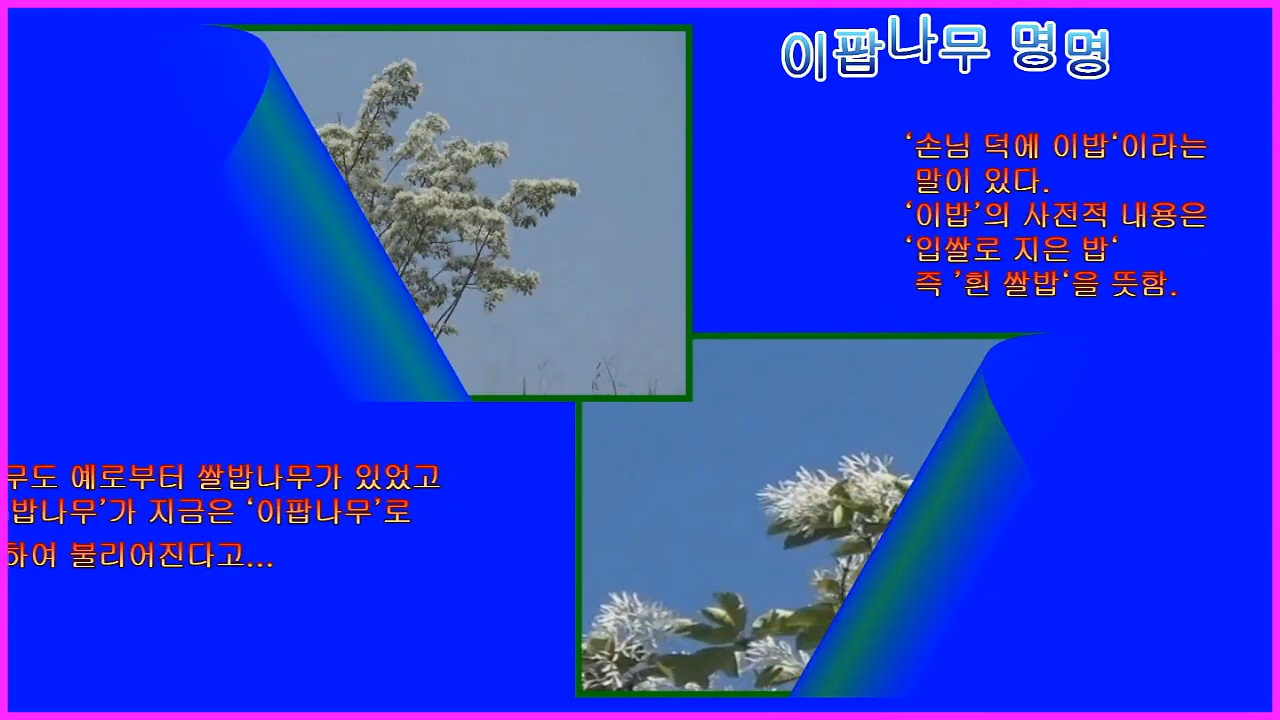 이팝나무 명명
‘손님 덕에 이밥‘이라는
말이 있다.
‘이밥’의 사전적 내용은
‘입쌀로 지은 밥‘
즉 ’흰 쌀밥‘을 뜻함.
무도 예로부터 쌀밥나무가 있었고
밥나무’가 지금은 ‘이팝나무’로
하여 불리어진다고...